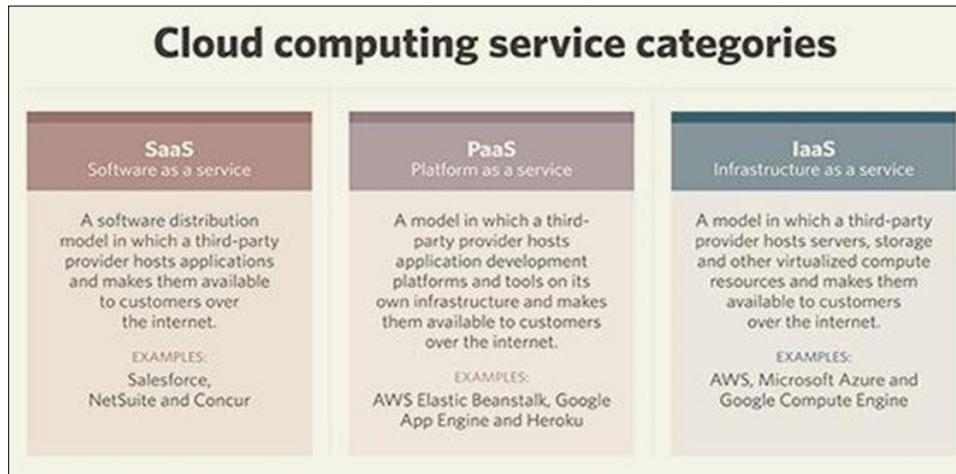 Cloud computing service categories
SaaS
Software as a service
A software distribution
model in which a third-party
provider hosts applications
and makes them available
to customers over
the internet.
EXAMPLES:
Salesforce,
NetSuite and Concur
PaaS
Platform as a service
A model in which a third-
party provider hosts
application development
platforms and tools on its
own infrastructure and makes
them available to customers
over the internet.
EXAMPLES:
AWS Elastic Beanstalk, Google
App Engine and Heroku
IaaS
Infrastructure as a service
A model in which a third-party
provider hosts servers, storage
and other virtualized compute
resources and makes them
available to customers
over the internet.
EXAMPLES:
AWS, Microsoft Azure and
Google Compute Engine